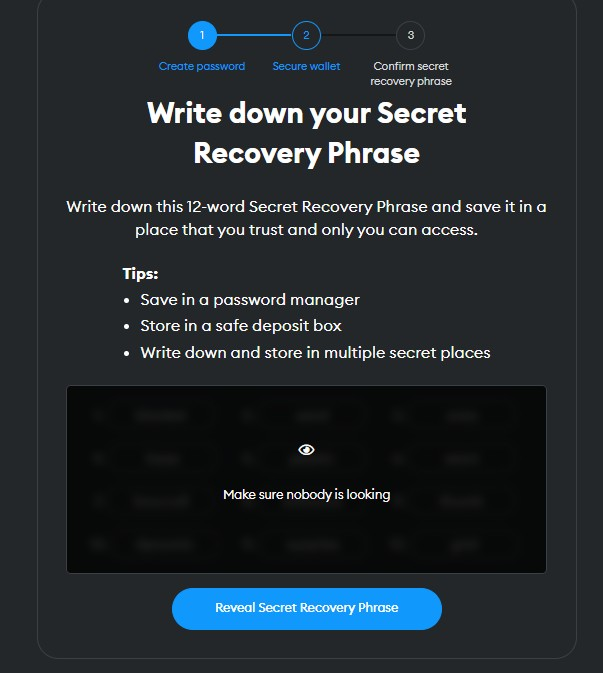 1 2 3
Create password Secure wallet Confirm secret
recovery phrase
Write down your Secret
Recovery Phrase
Write down this 12-word Secret Recovery Phrase and save it in a
place that you trust and only you can access.
Tips:
• Save in a password manager
• Store in a safe deposit box
• Write down and store in multiple secret places
Make sure nobody is looking
Reveal Secret Recovery Phrase